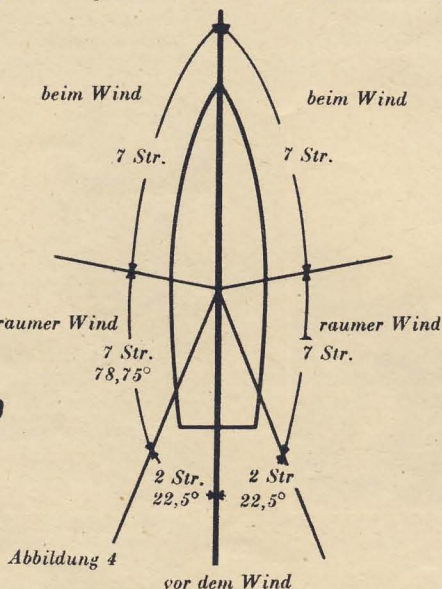 beim Wind
beim Wind
7 Str.
7 Str.
raumer Wind
raumer Wind
7 Str.
78,75°
7 Str.
2 Str.
22,5°
2 Str
22,5°
Abbildung 4
vor dem Wind